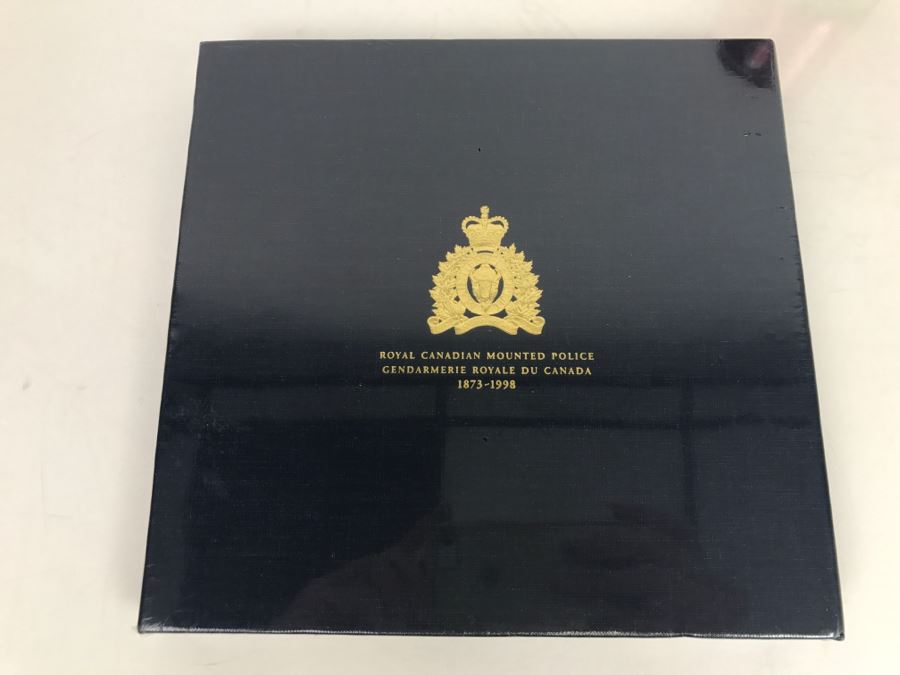 ROYAL CANADIAN MOUNTED POLICE
GENDARMERIE ROYALE DU CANADA
1873-1998